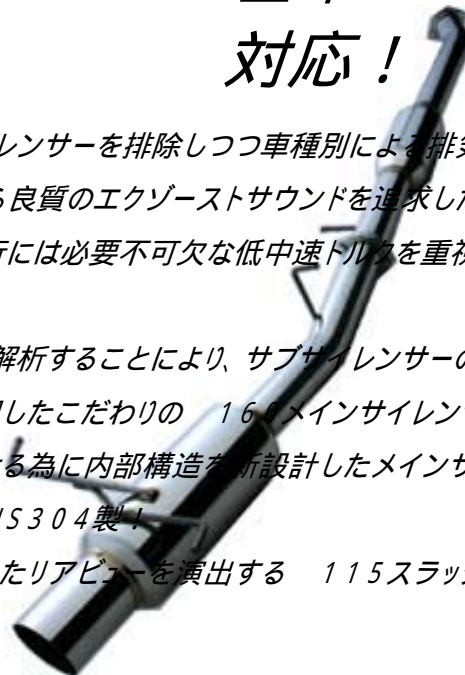 対応！
レンサーを排除しつつ車種別による排気
良質のエクゾーストサウンドを追求した
行には必要不可欠な低中速トルクを重視
解析することにより、サブサイレンサーの
したこだわりの　１６０メインサイレン
る為に内部構造を新設計したメインサ
Ｓ３０４製！
たリアビューを演出する　１１５スラッシ